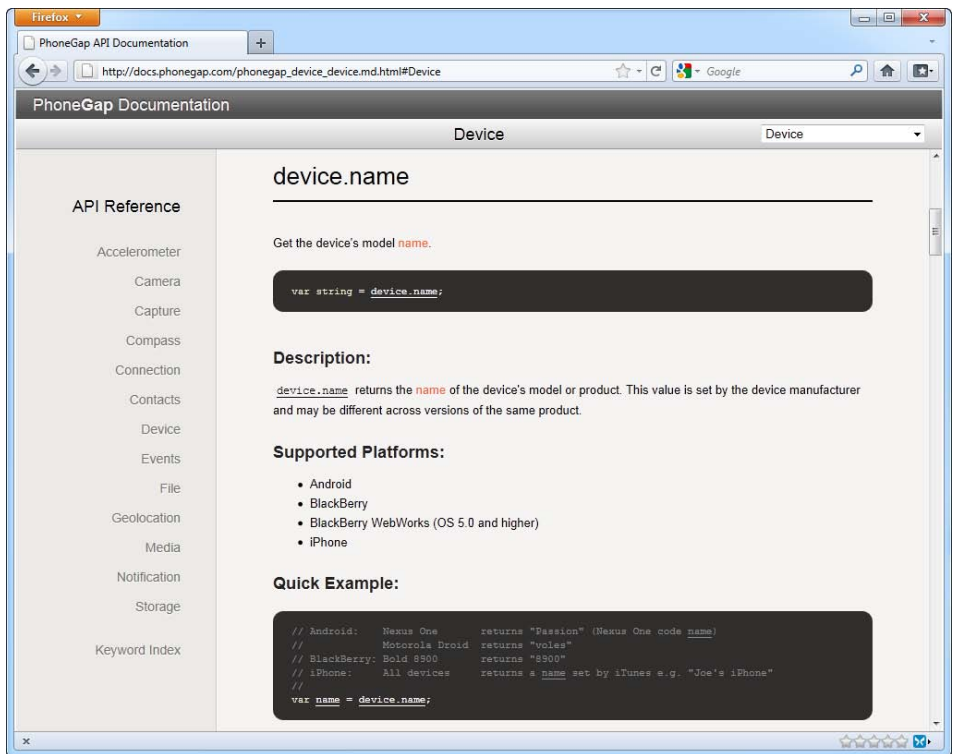 Firefox
PhoneGap API Documentation
http://docs.phonegap.com/phonegap_device_device.md.html#Device
Google
PhoneGap Documentation
Device
Device
API Reference
Accelerometer
Camera
Capture
Compass
Connection
Contacts
Device
Events
File
Geolocation
Media
Notification
Storage
Keyword Index
device.name
Get the device's model name.
var string = device.name;
Description:
device.name returns the name of the device's model or product. This value is set by the device manufacturer
and may be different across versions of the same product.
Supported Platforms:
• Android
• BlackBerry
• BlackBerry WebWorks (OS 5.0 and higher)
• iPhone
Quick Example:
// Android: Nexus One returns "Passion" (Nexus One code name)
// Motorola Droid returns "voles"
// BlackBerry: Bold 8900 returns "8900"
// iPhone: All devices returns a name set by iTunes e.g. "Joe's iPhone"
//
var name = device.name;